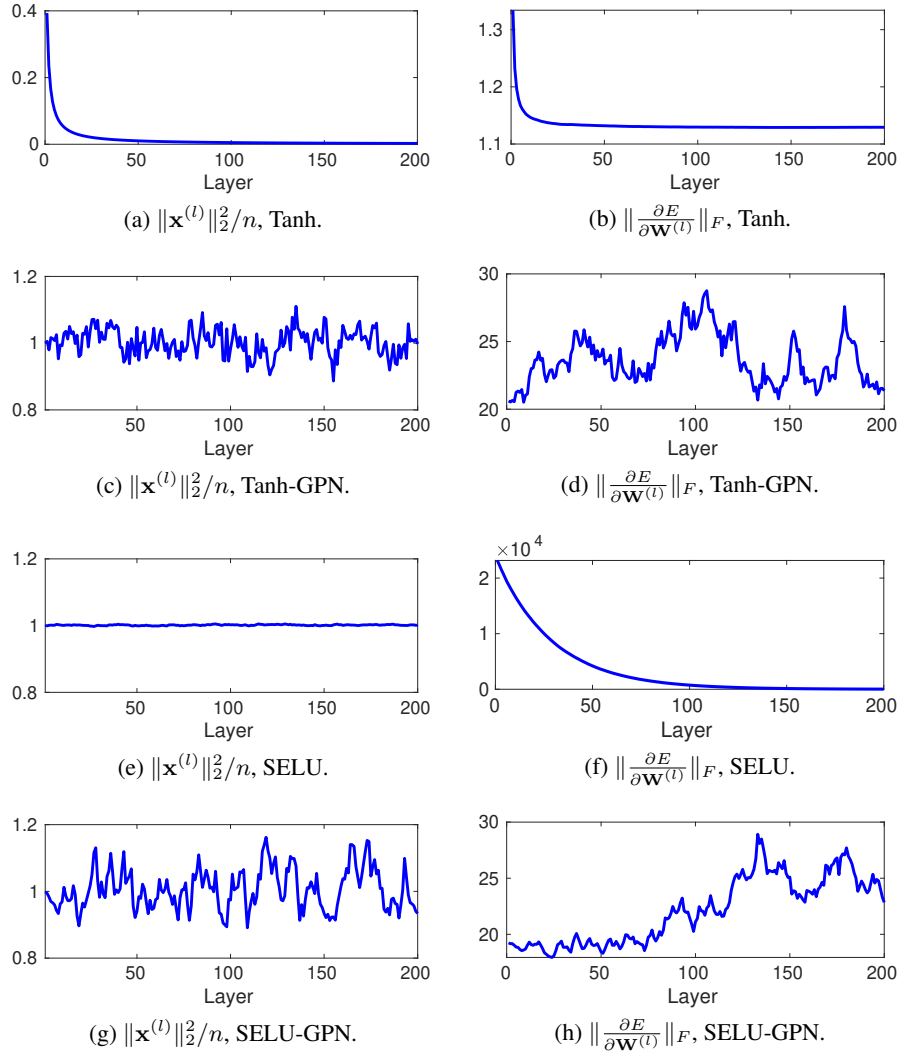 0.4
0.2
0
0 50 100 150 200
Layer
(a) ‖x^(l)‖₂²/n, Tanh.
1.3
1.2
1.1
0 50 100 150 200
Layer
(b) ‖∂E/∂W^(l)‖_F, Tanh.
1.2
1
0.8
50 100 150 200
Layer
(c) ‖x^(l)‖₂²/n, Tanh-GPN.
30
25
20
0 50 100 150 200
Layer
(d) ‖∂E/∂W^(l)‖_F, Tanh-GPN.
1.2
1
0.8
50 100 150 200
Layer
(e) ‖x^(l)‖₂²/n, SELU.
×10^4
2
1
0
0 50 100 150 200
Layer
(f) ‖∂E/∂W^(l)‖_F, SELU.
1.2
1
0.8
50 100 150 200
Layer
(g) ‖x^(l)‖₂²/n, SELU-GPN.
30
25
20
0 50 100 150 200
Layer
(h) ‖∂E/∂W^(l)‖_F, SELU-GPN.